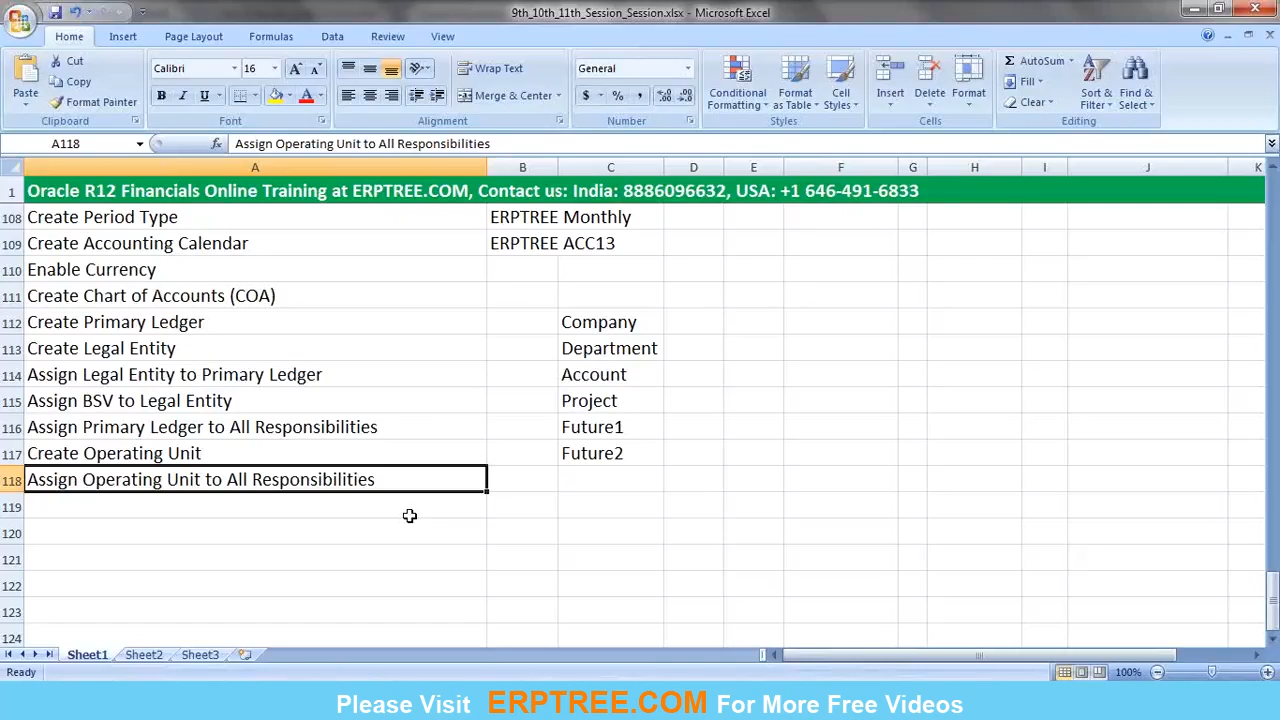 9th_10th_11th_Session_Session.xlsx - Microsoft Excel
Home Insert Page Layout Formulas Data Review View
Paste
Cut
Copy
Format Painter
Clipboard
Calibri 16
B I U
Font
Wrap Text
Merge & Center
Alignment
General
$ % ,
Number
Conditional Formatting
Format as Table
Cell Styles
Styles
Insert Delete Format
Cells
Σ AutoSum
Fill
Clear
Sort & Filter
Find & Select
Editing
A118 fx Assign Operating Unit to All Responsibilities
A B C D E F G H I J K
1 Oracle R12 Financials Online Training at ERPTREE.COM, Contact us: India: 8886096632, USA: +1 646-491-6833
108 Create Period Type ERPTREE Monthly
109 Create Accounting Calendar ERPTREE ACC13
110 Enable Currency
111 Create Chart of Accounts (COA)
112 Create Primary Ledger Company
113 Create Legal Entity Department
114 Assign Legal Entity to Primary Ledger Account
115 Assign BSV to Legal Entity Project
116 Assign Primary Ledger to All Responsibilities Future1
117 Create Operating Unit Future2
118 Assign Operating Unit to All Responsibilities
119
120
121
122
123
124
Sheet1 Sheet2 Sheet3
Ready 100%
Please Visit ERPTREE.COM For More Free Videos